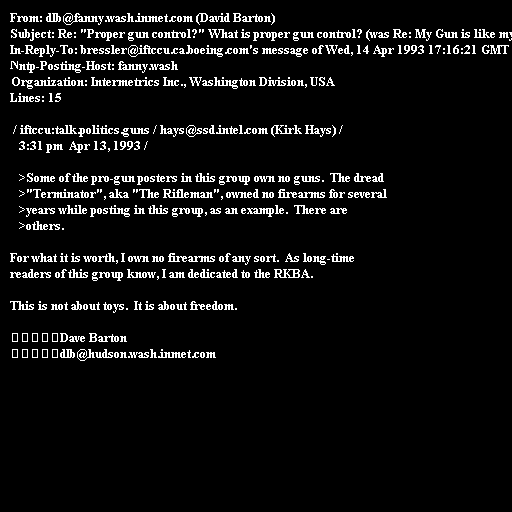 From: dlb@fanny.wash.inmet.com (David Barton)
Subject: Re: "Proper gun control?" What is proper gun control? (was Re: My Gun is like my
In-Reply-To: bressler@iftccu.ca.boeing.com's message of Wed, 14 Apr 1993 17:16:21 GMT
Nntp-Posting-Host: fanny.wash
Organization: Intermetrics Inc., Washington Division, USA
Lines: 15

/ iftccu:talk.politics.guns / hays@ssd.intel.com (Kirk Hays) /
3:31 pm  Apr 13, 1993 /

>Some of the pro-gun posters in this group own no guns.  The dread
>"Terminator", aka "The Rifleman", owned no firearms for several
>years while posting in this group, as an example.  There are
>others.

For what it is worth, I own no firearms of any sort.  As long-time
readers of this group know, I am dedicated to the RKBA.

This is not about toys.  It is about freedom.

□□□□□Dave Barton
□□□□□dlb@hudson.wash.inmet.com